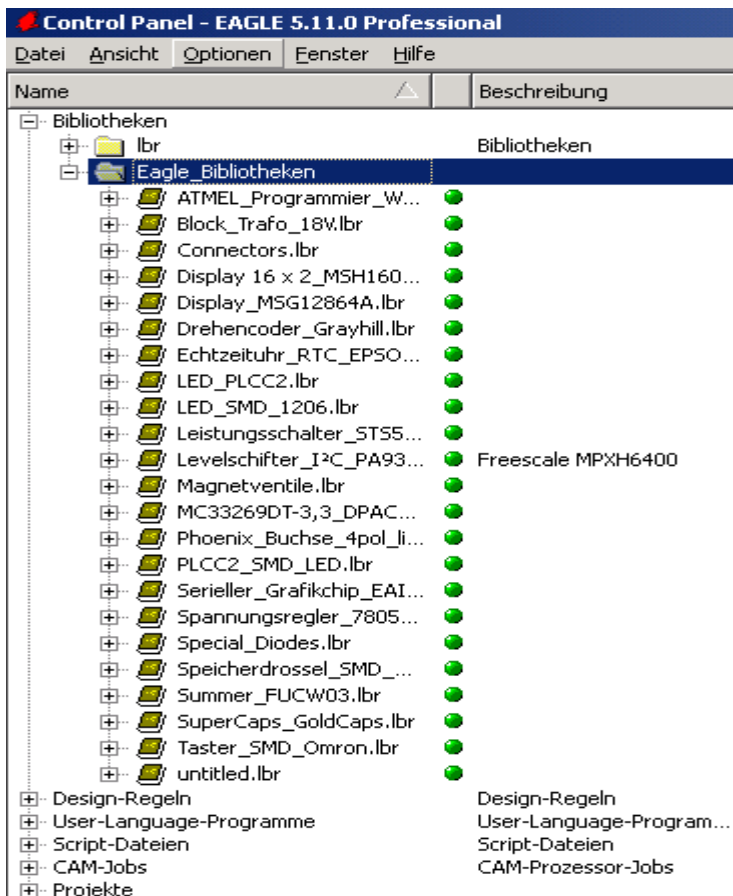 Control Panel - EAGLE 5.11.0 Professional
Datei Ansicht Optionen Fenster Hilfe
Name Beschreibung
Bibliotheken
lbr Bibliotheken
Eagle_Bibliotheken
ATMEL_Programmier_W...
Block_Trafo_18V.lbr
Connectors.lbr
Display 16 x 2_MSH160...
Display_MSG12864A.lbr
Drehencoder_Grayhill.lbr
Echtzeituhr_RTC_EPSO...
LED_PLCC2.lbr
LED_SMD_1206.lbr
Leistungsschalter_STS5...
Levelschifter_I²C_PA93... Freescale MPXH6400
Magnetventile.lbr
MC33269DT-3,3_DPAC...
Phoenix_Buchse_4pol_li...
PLCC2_SMD_LED.lbr
Serieller_Grafikchip_EAI...
Spannungsregler_7805...
Special_Diodes.lbr
Speicherdrossel_SMD_...
Summer_FUCW03.lbr
SuperCaps_GoldCaps.lbr
Taster_SMD_Omron.lbr
untitled.lbr
Design-Regeln Design-Regeln
User-Language-Programme User-Language-Program...
Script-Dateien Script-Dateien
CAM-Jobs CAM-Prozessor-Jobs
Projekte